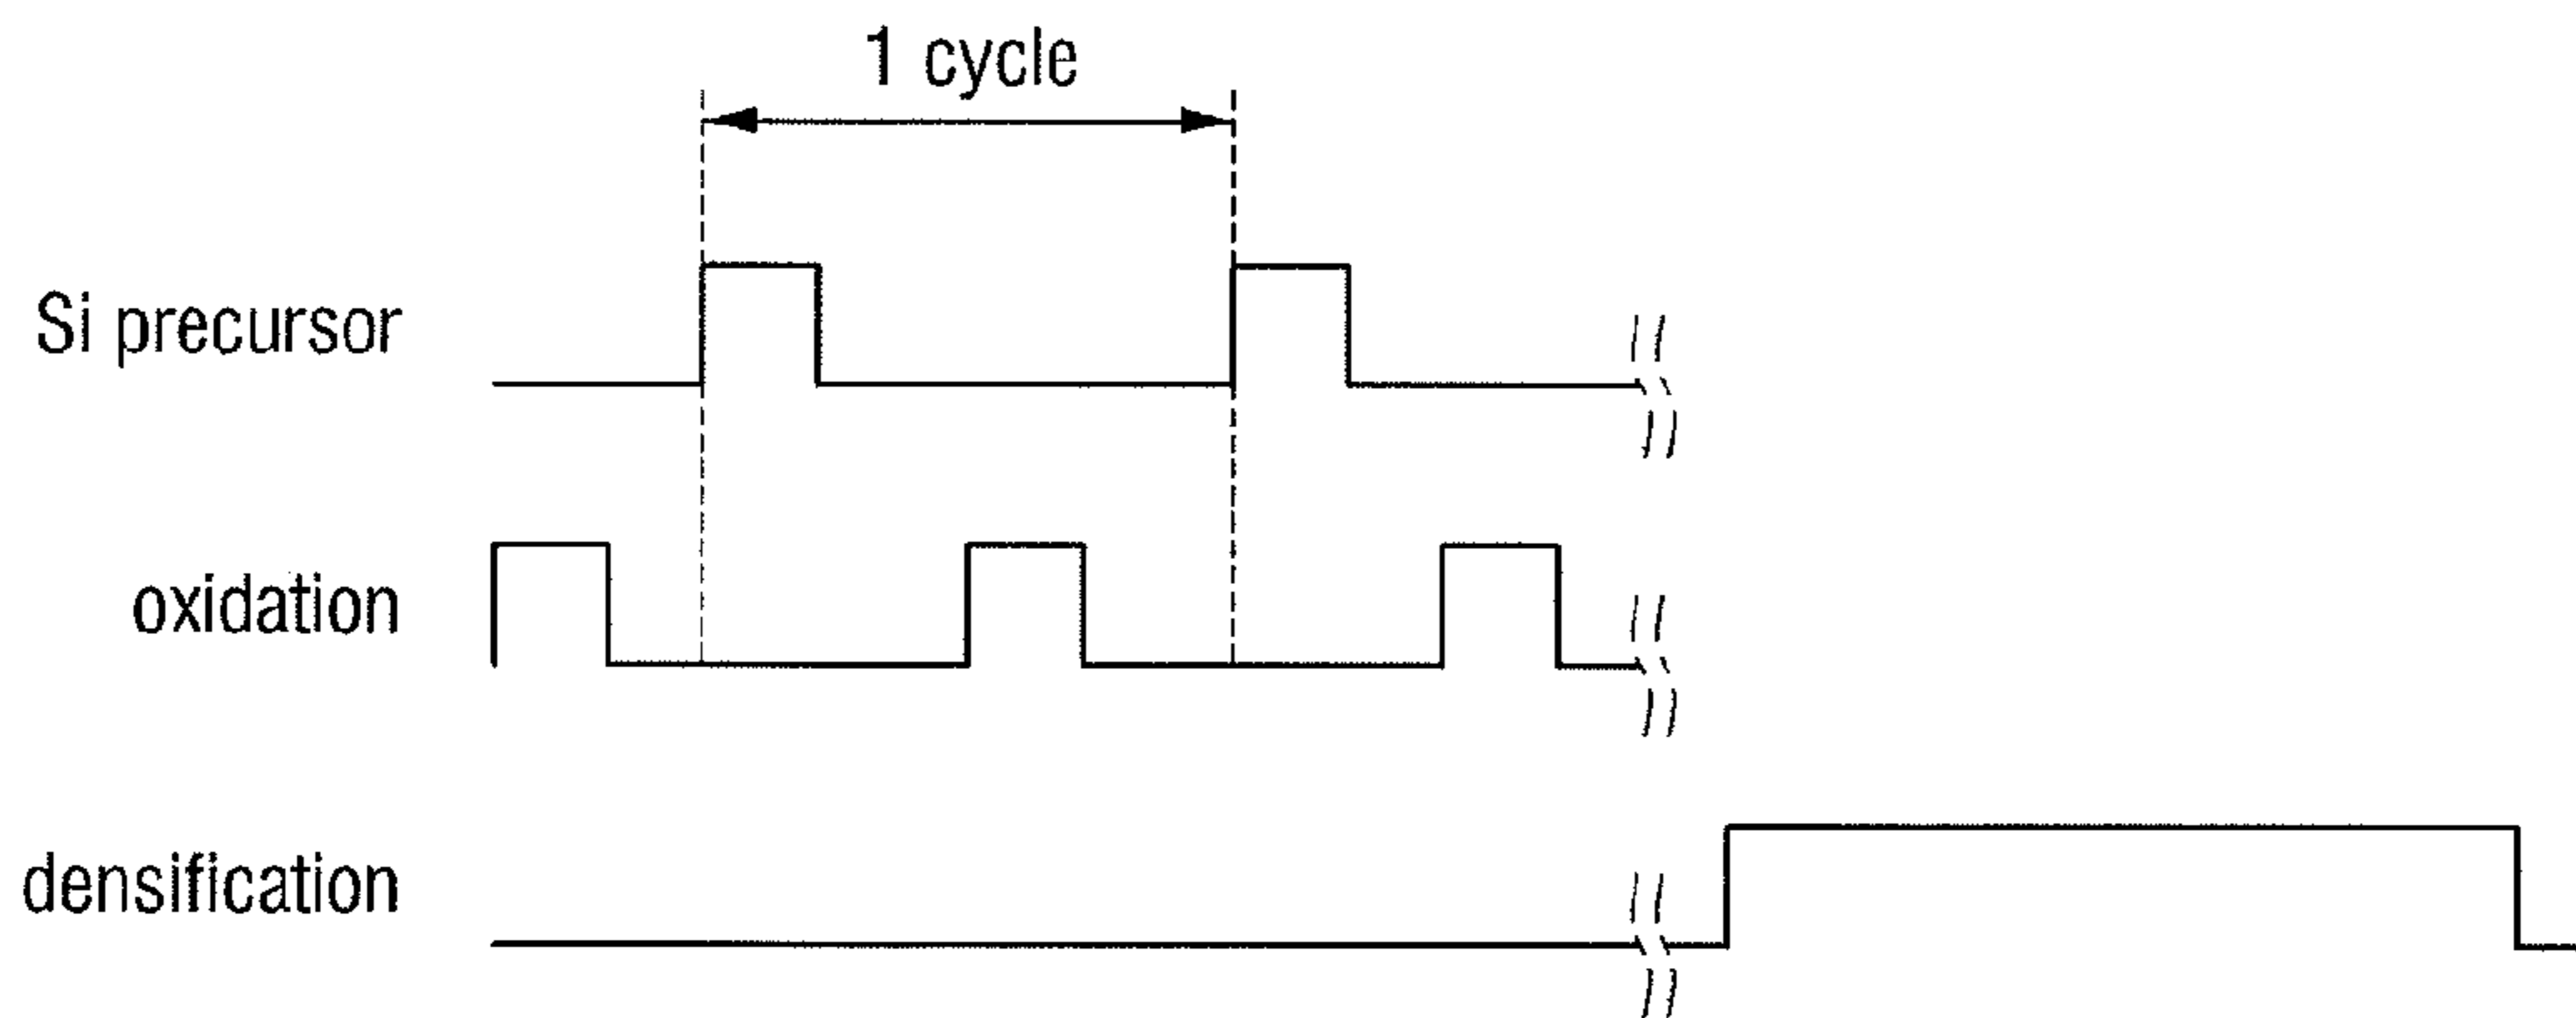 1 cycle
Si precursor
oxidation
densification